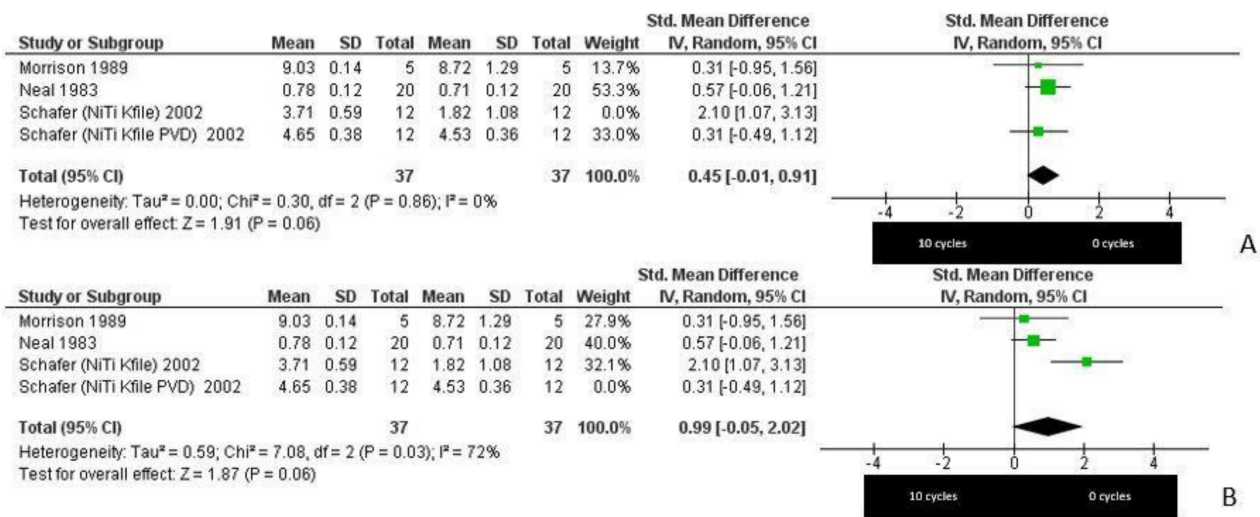 Std. Mean Difference Std. Mean Difference
Study or Subgroup Mean SD Total Mean SD Total Weight IV, Random, 95% CI IV, Random, 95% CI
Morrison 1989 9.03 0.14 5 8.72 1.29 5 13.7% 0.31 [-0.95, 1.56]
Neal 1983 0.78 0.12 20 0.71 0.12 20 53.3% 0.57 [-0.06, 1.21]
Schafer (NiTi Kfile) 2002 3.71 0.59 12 1.82 1.08 12 0.0% 2.10 [1.07, 3.13]
Schafer (NiTi Kfile PVD) 2002 4.65 0.38 12 4.53 0.36 12 33.0% 0.31 [-0.49, 1.12]
Total (95% CI) 37 37 100.0% 0.45 [-0.01, 0.91]
Heterogeneity: Tau² = 0.00; Chi² = 0.30, df = 2 (P = 0.86); I² = 0%
Test for overall effect: Z = 1.91 (P = 0.06)
-4 -2 0 2 4
10 cycles 0 cycles
A
Std. Mean Difference Std. Mean Difference
Study or Subgroup Mean SD Total Mean SD Total Weight IV, Random, 95% CI IV, Random, 95% CI
Morrison 1989 9.03 0.14 5 8.72 1.29 5 27.9% 0.31 [-0.95, 1.56]
Neal 1983 0.78 0.12 20 0.71 0.12 20 40.0% 0.57 [-0.06, 1.21]
Schafer (NiTi Kfile) 2002 3.71 0.59 12 1.82 1.08 12 32.1% 2.10 [1.07, 3.13]
Schafer (NiTi Kfile PVD) 2002 4.65 0.38 12 4.53 0.36 12 0.0% 0.31 [-0.49, 1.12]
Total (95% CI) 37 37 100.0% 0.99 [-0.05, 2.02]
Heterogeneity: Tau² = 0.59; Chi² = 7.08, df = 2 (P = 0.03); I² = 72%
Test for overall effect: Z = 1.87 (P = 0.06)
-4 -2 0 2 4
10 cycles 0 cycles
B